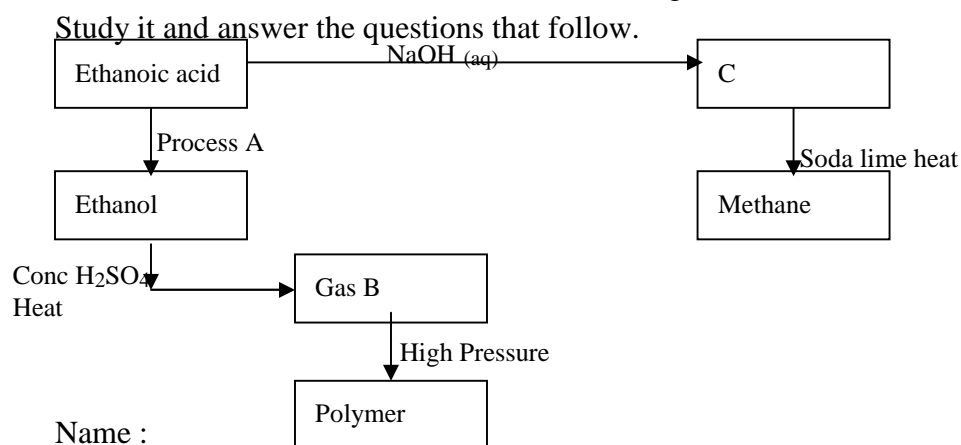 Study it and answer the questions that follow.
NaOH (aq)
Ethanoic acid
C
Process A
Soda lime heat
Ethanol
Methane
Conc H2SO4
Heat
Gas B
High Pressure
Polymer
Name :